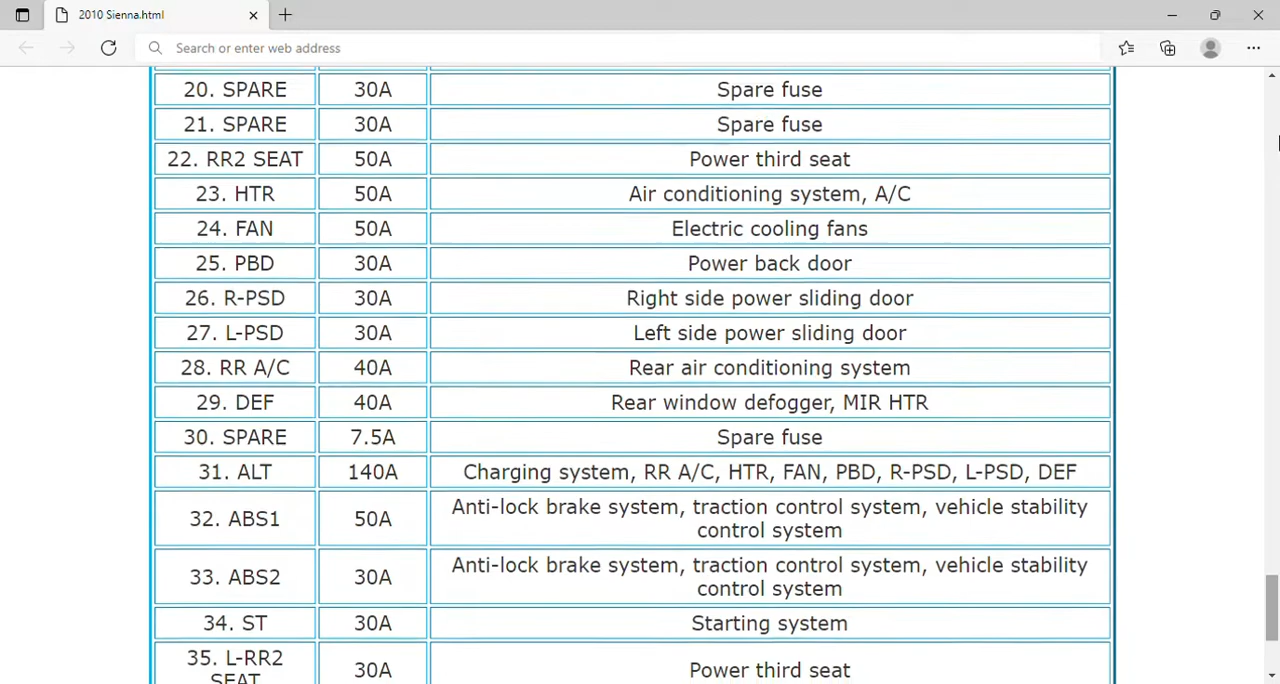 2010 Sienna.html
Search or enter web address
20. SPARE 30A Spare fuse
21. SPARE 30A Spare fuse
22. RR2 SEAT 50A Power third seat
23. HTR 50A Air conditioning system, A/C
24. FAN 50A Electric cooling fans
25. PBD 30A Power back door
26. R-PSD 30A Right side power sliding door
27. L-PSD 30A Left side power sliding door
28. RR A/C 40A Rear air conditioning system
29. DEF 40A Rear window defogger, MIR HTR
30. SPARE 7.5A Spare fuse
31. ALT 140A Charging system, RR A/C, HTR, FAN, PBD, R-PSD, L-PSD, DEF
32. ABS1 50A Anti-lock brake system, traction control system, vehicle stability
control system
33. ABS2 30A Anti-lock brake system, traction control system, vehicle stability
control system
34. ST 30A Starting system
35. L-RR2
SEAT 30A Power third seat